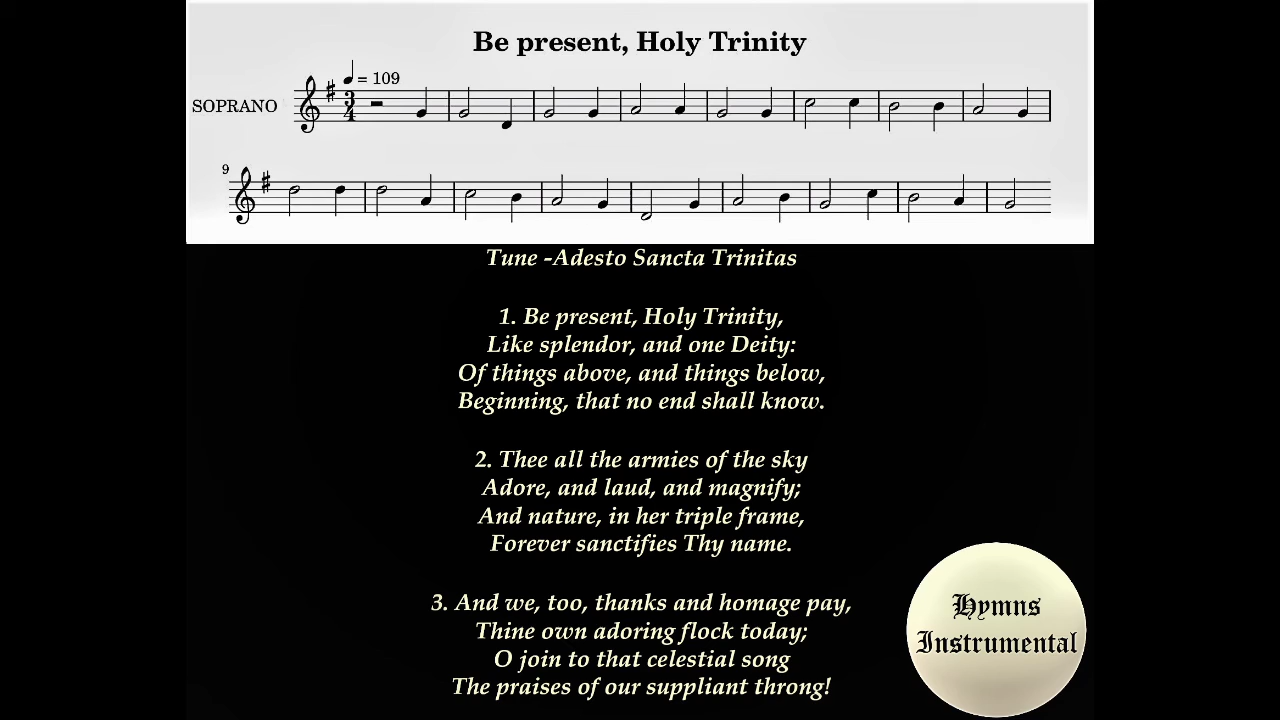 Be present, Holy Trinity
= 109
SOPRANO
3
4
9
Tune -Adesto Sancta Trinitas
1. Be present, Holy Trinity,
Like splendor, and one Deity:
Of things above, and things below,
Beginning, that no end shall know.
2. Thee all the armies of the sky
Adore, and laud, and magnify;
And nature, in her triple frame,
Forever sanctifies Thy name.
3. And we, too, thanks and homage pay,
Thine own adoring flock today;
O join to that celestial song
The praises of our suppliant throng!
Hymns
Instrumental